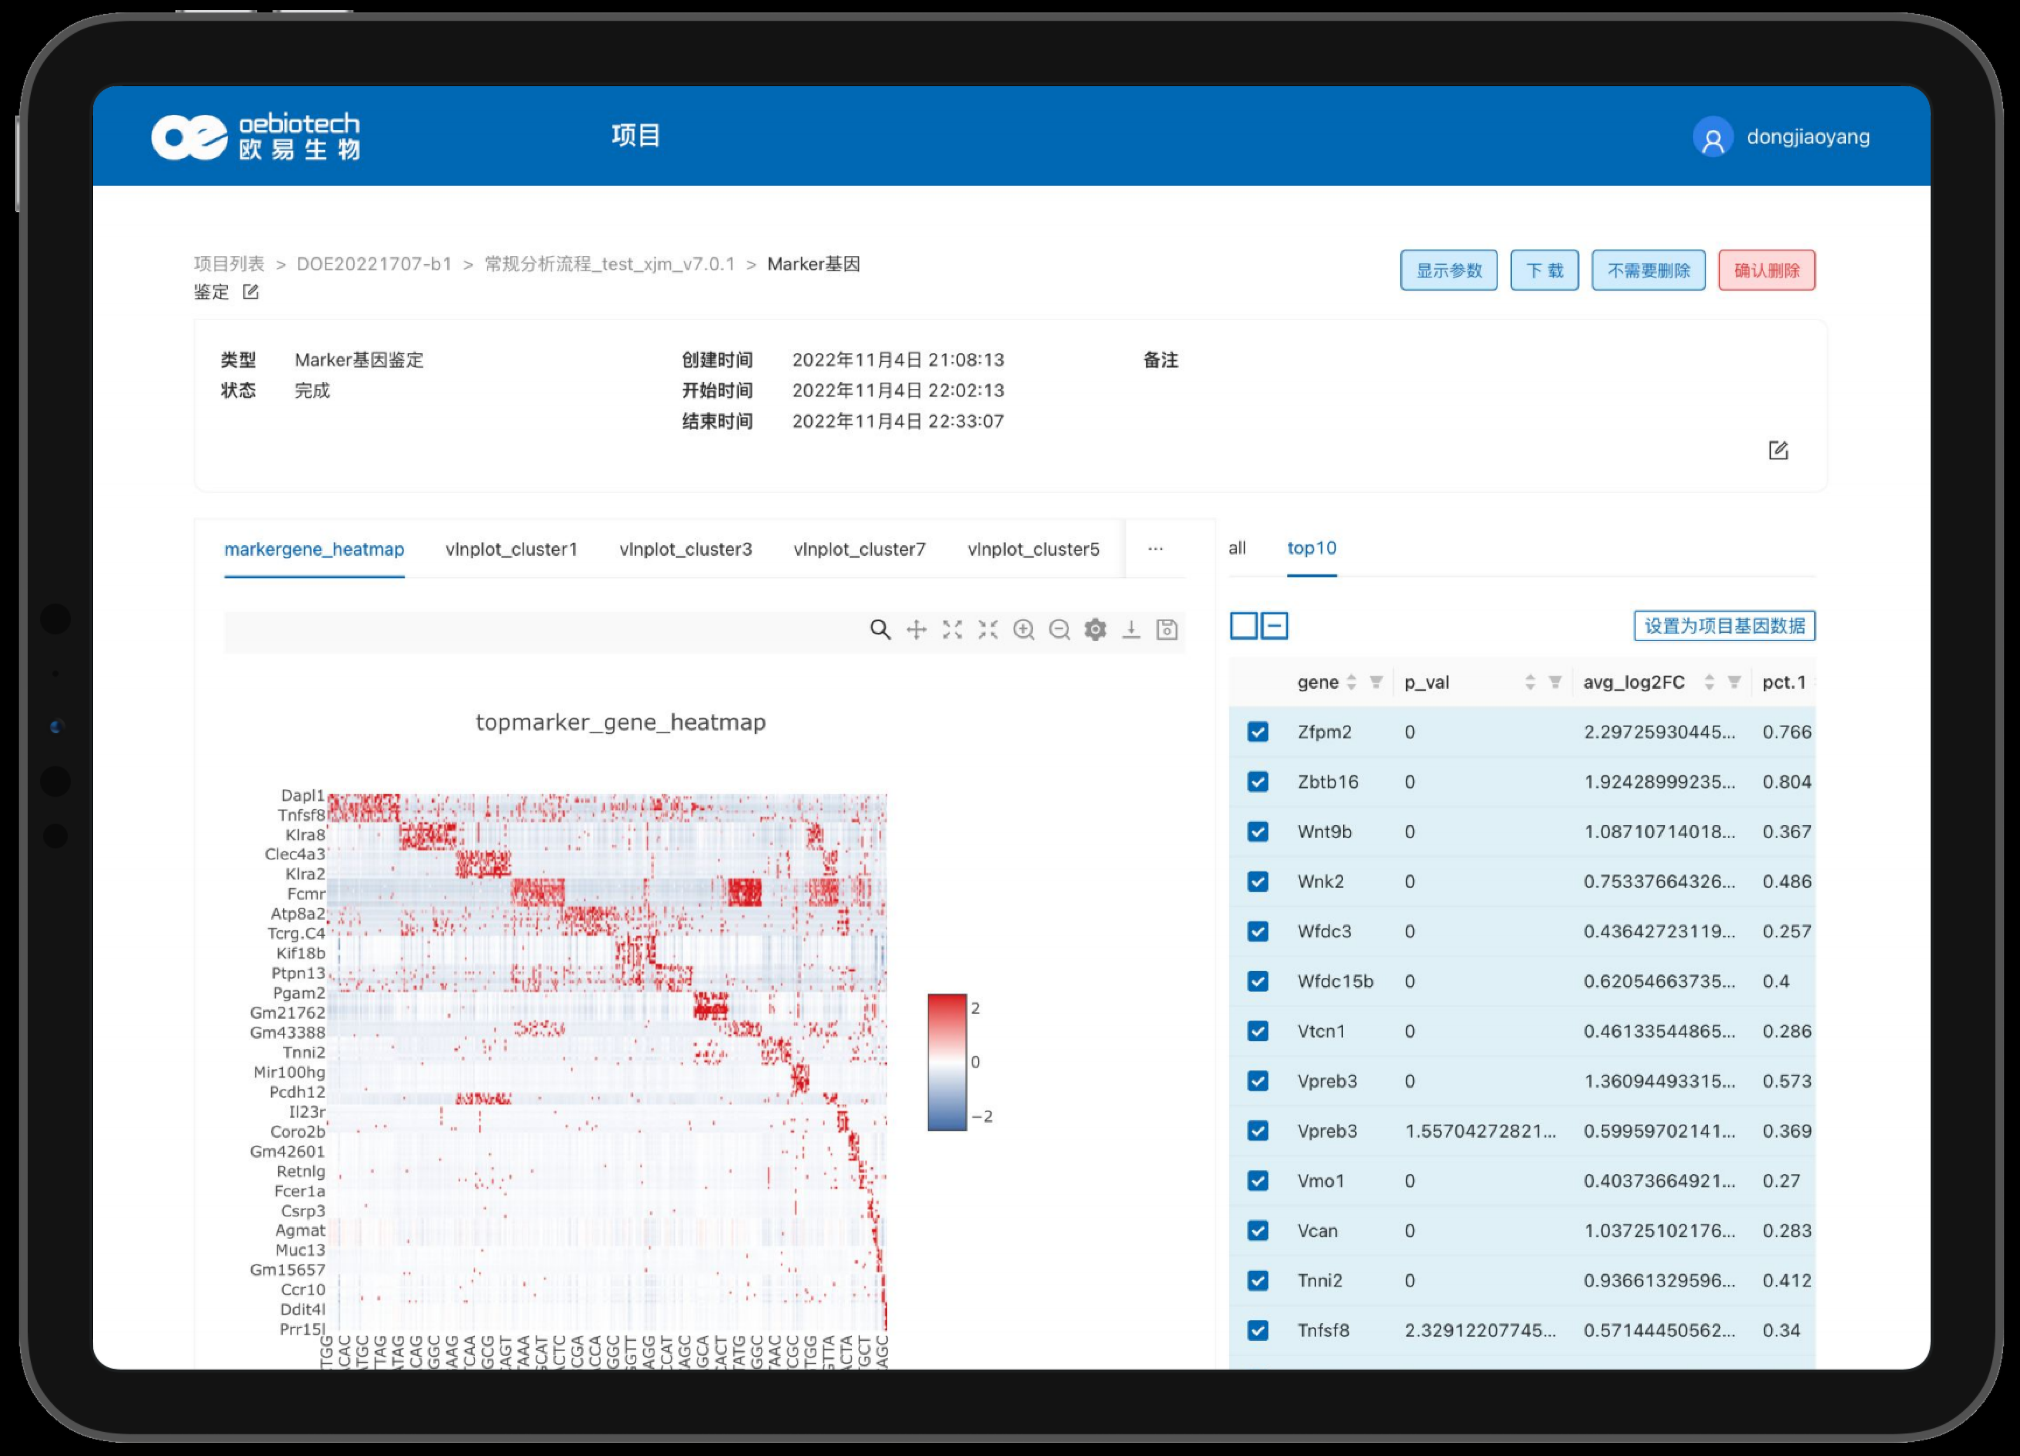 oebiotech
欧易生物
项目
dongjiaoyang
项目列表 > DOE20221707-b1 > 常规分析流程_test_xjm_v7.0.1 > Marker基因
鉴定
显示参数 下载 不需要删除 确认删除
类型 Marker基因鉴定 创建时间 2022年11月4日 21:08:13 备注
状态 完成 开始时间 2022年11月4日 22:02:13
结束时间 2022年11月4日 22:33:07
markergene_heatmap vlnplot_cluster1 vlnplot_cluster3 vlnplot_cluster7 vlnplot_cluster5 ...
all top10
设置为项目基因数据
topmarker_gene_heatmap
Dapl1
Tnfsf8
Klra8
Clec4a3
Klra2
Fcmr
Atp8a2
Tcrg.C4
Kif18b
Ptpn13
Pgam2
Gm21762
Gm43388
Tnni2
Mir100hg
Pcdh12
Il23r
Coro2b
Gm42601
Retnlg
Fcer1a
Csrp3
Agmat
Muc13
Gm15657
Ccr10
Ddit4l
Prr15l
2
0
−2
gene p_val avg_log2FC pct.1
Zfpm2 0 2.29725930445... 0.766
Zbtb16 0 1.92428999235... 0.804
Wnt9b 0 1.08710714018... 0.367
Wnk2 0 0.75337664326... 0.486
Wfdc3 0 0.43642723119... 0.257
Wfdc15b 0 0.62054663735... 0.4
Vtcn1 0 0.46133544865... 0.286
Vpreb3 0 1.36094493315... 0.573
Vpreb3 1.55704272821... 0.59959702141... 0.369
Vmo1 0 0.40373664921... 0.27
Vcan 0 1.03725102176... 0.283
Tnni2 0 0.93661329596... 0.412
Tnfsf8 2.32912207745... 0.57144450562... 0.34